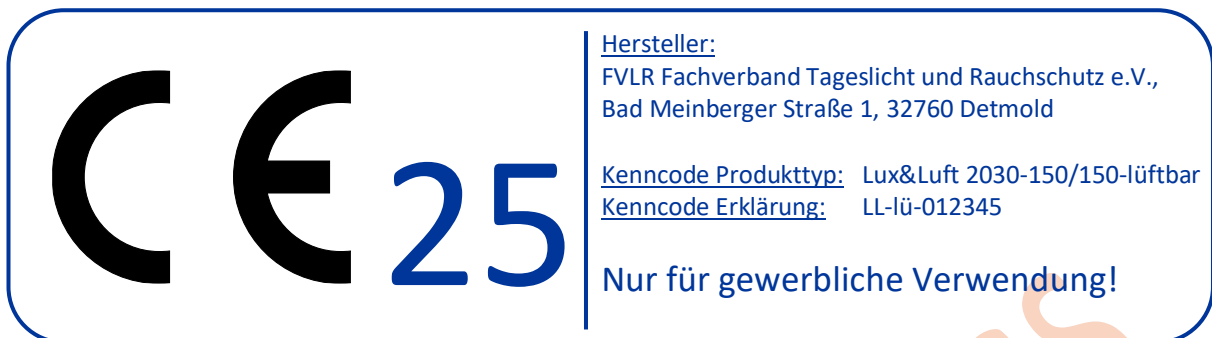 CE 25
Hersteller:
FVLR Fachverband Tageslicht und Rauchschutz e.V.,
Bad Meinberger Straße 1, 32760 Detmold
Kenncode Produkttyp: Lux&Luft 2030-150/150-lüftbar
Kenncode Erklärung: LL-lü-012345
Nur für gewerbliche Verwendung!